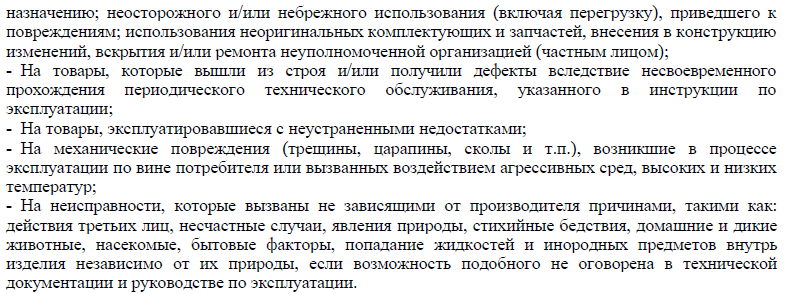 назначению; неосторожного и/или небрежного использования (включая перегрузку), приведшего к
повреждениям; использования неоригинальных комплектующих и запчастей, внесения в конструкцию
изменений, вскрытия и/или ремонта неуполномоченной организацией (частным лицом);
- На товары, которые вышли из строя и/или получили дефекты вследствие несвоевременного
прохождения периодического технического обслуживания, указанного в инструкции по
эксплуатации;
- На товары, эксплуатировавшиеся с неустраненными недостатками;
- На механические повреждения (трещины, царапины, сколы и т.п.), возникшие в процессе
эксплуатации по вине потребителя или вызванных воздействием агрессивных сред, высоких и низких
температур;
- На неисправности, которые вызваны не зависящими от производителя причинами, такими как:
действия третьих лиц, несчастные случаи, явления природы, стихийные бедствия, домашние и дикие
животные, насекомые, бытовые факторы, попадание жидкостей и инородных предметов внутрь
изделия независимо от их природы, если возможность подобного не оговорена в технической
документации и руководстве по эксплуатации.